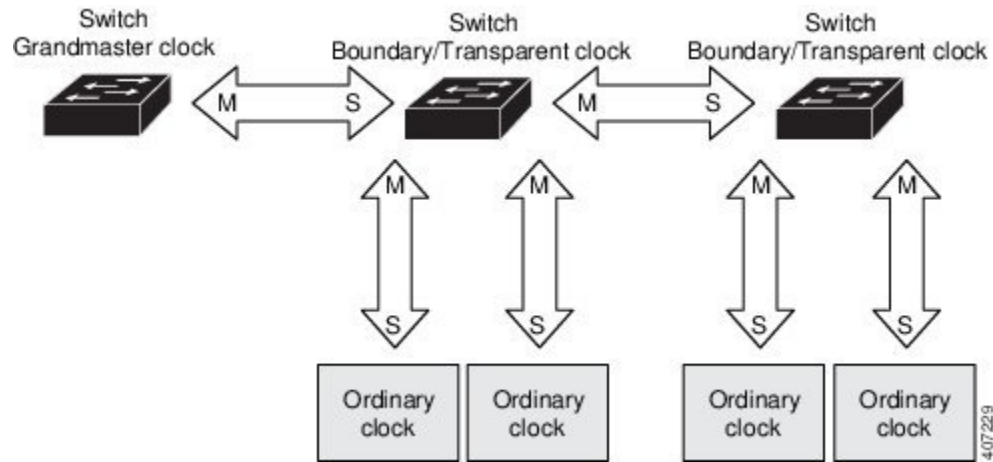 Switch
Grandmaster clock
Switch
Boundary/Transparent clock
Switch
Boundary/Transparent clock
M S M S
M M M M
S S S S
Ordinary
clock
Ordinary
clock
Ordinary
clock
Ordinary
clock
407229